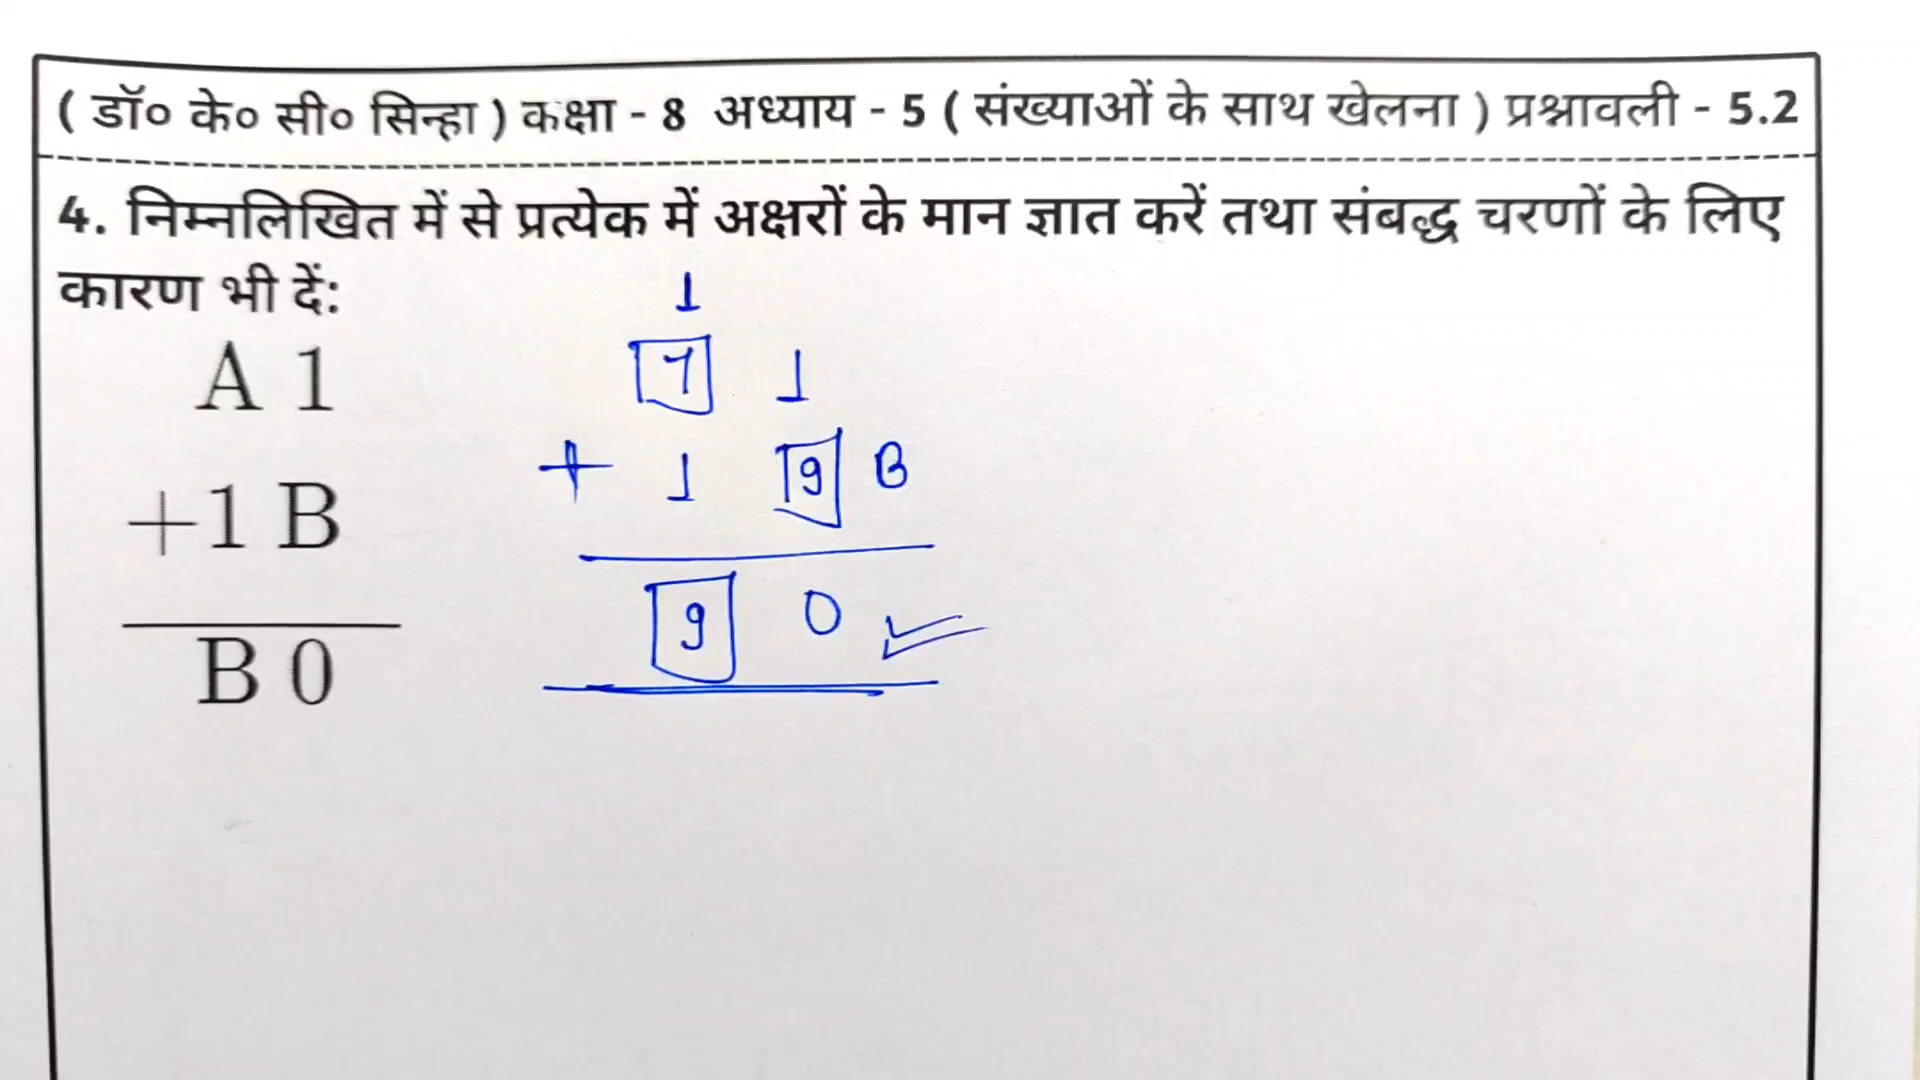 ( डॉ० के० सी० सिन्हा ) कक्षा - 8 अध्याय - 5 ( संख्याओं के साथ खेलना ) प्रश्नावली - 5.2
4. निम्नलिखित में से प्रत्येक में अक्षरों के मान ज्ञात करें तथा संबद्ध चरणों के लिए
कारण भी दें:
A 1
+1 B
B 0
1
7 1
+ 1 9 B
9 0